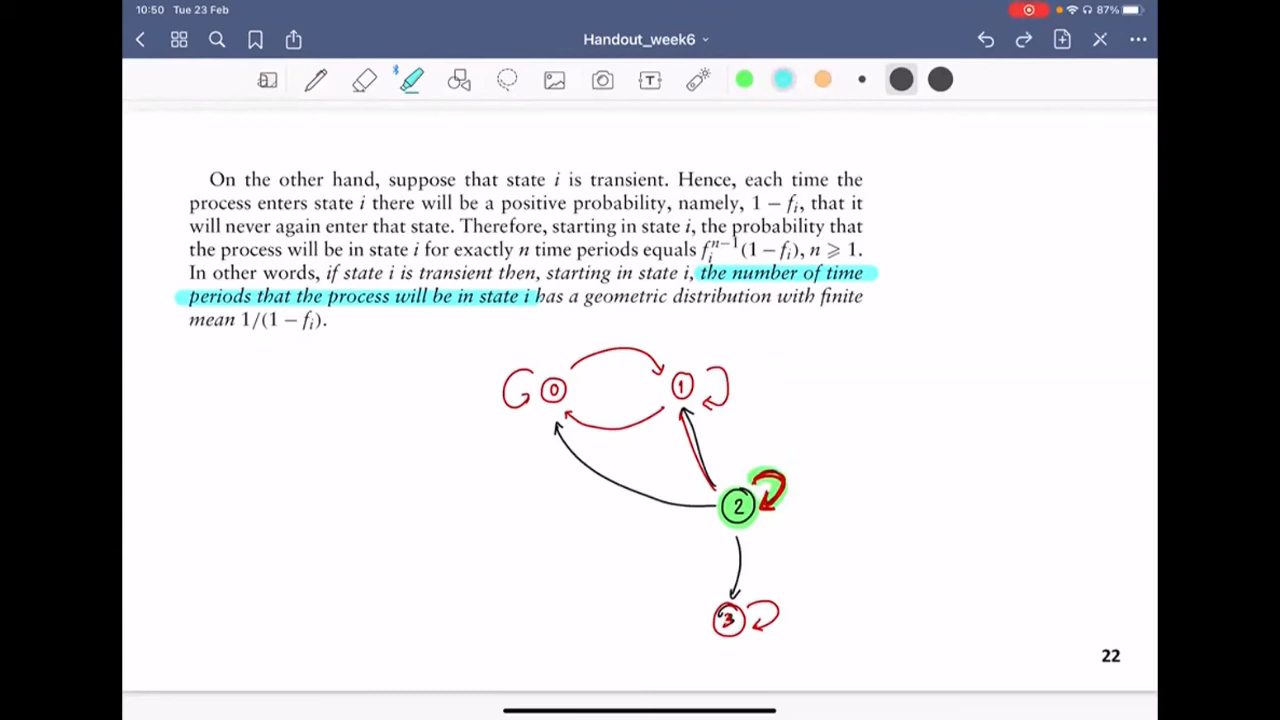 10:50 Tue 23 Feb
87%
Handout_week6
T
On the other hand, suppose that state i is transient. Hence, each time the
process enters state i there will be a positive probability, namely, 1 − fᵢ, that it
will never again enter that state. Therefore, starting in state i, the probability that
the process will be in state i for exactly n time periods equals fᵢⁿ⁻¹(1 − fᵢ), n ⩾ 1.
In other words, if state i is transient then, starting in state i, the number of time
periods that the process will be in state i has a geometric distribution with finite
mean 1/(1 − fᵢ).
0
1
2
3
22